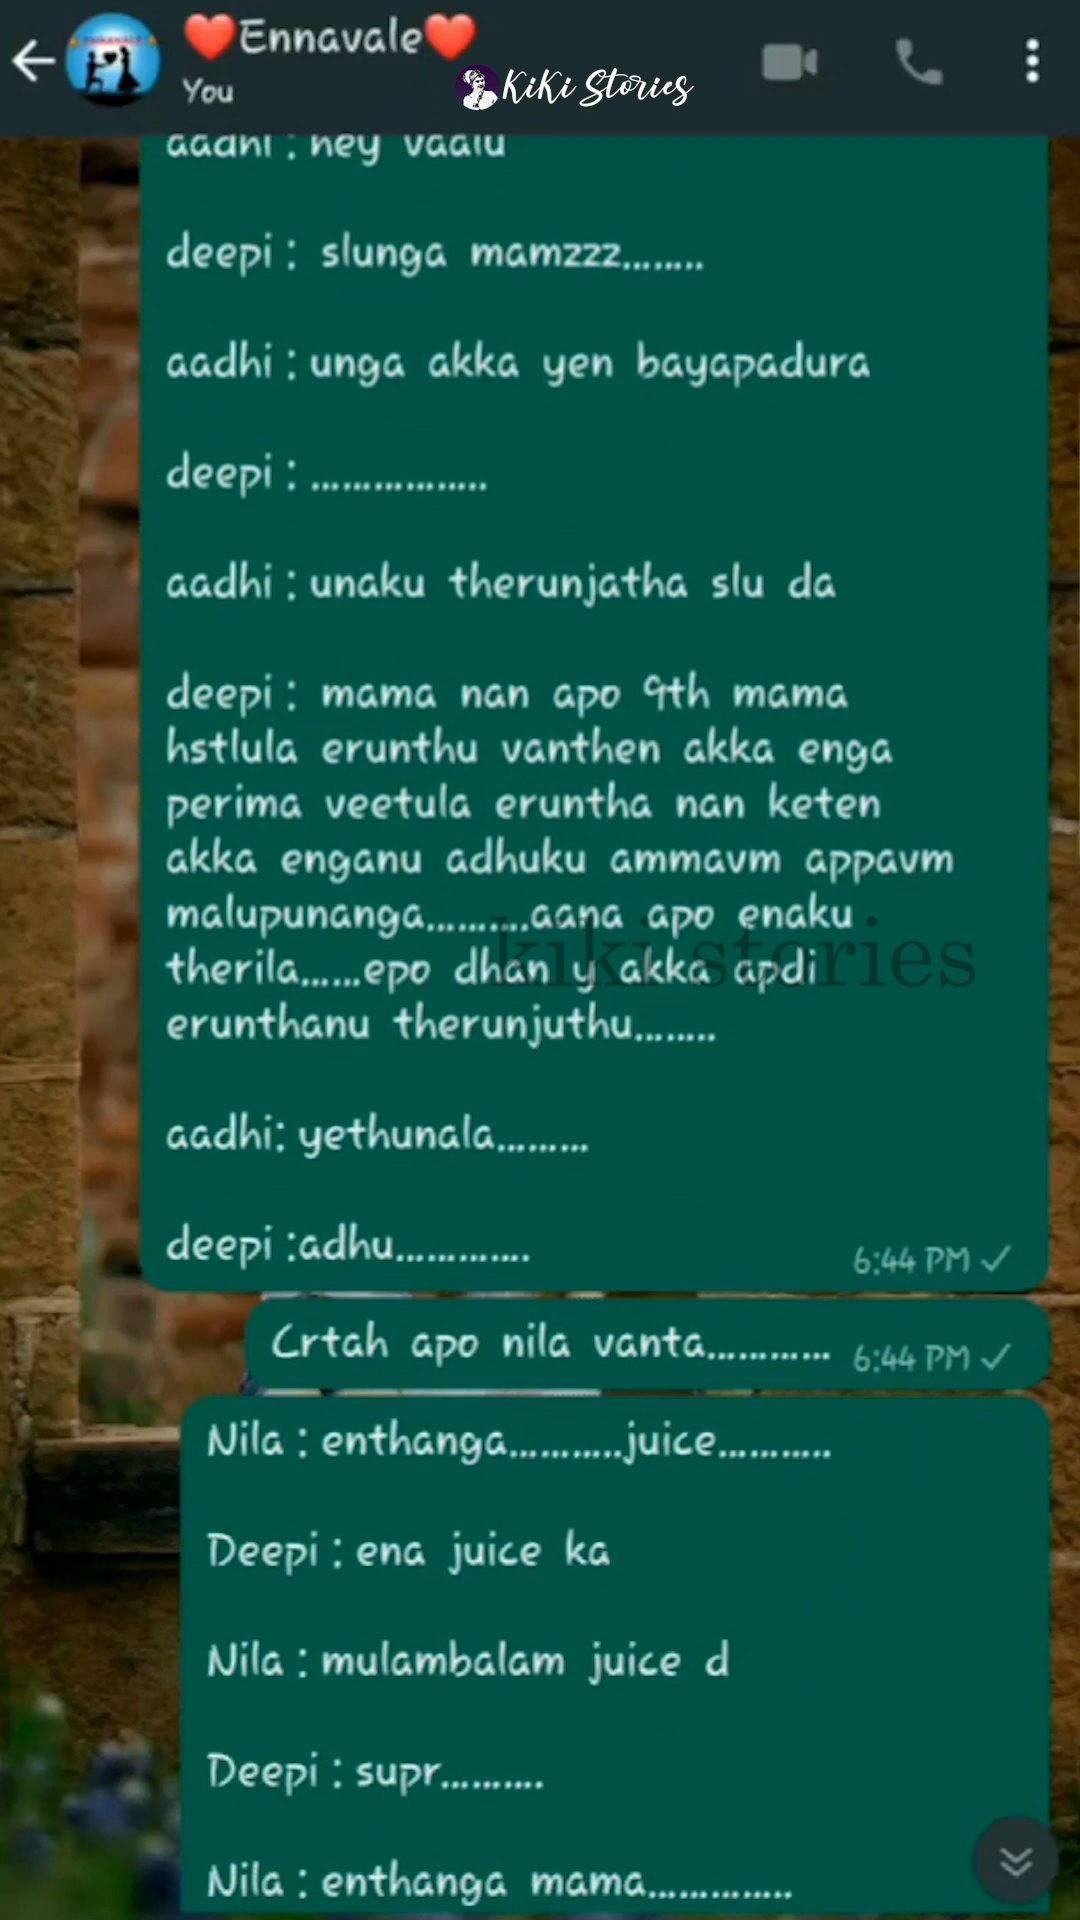 ❤️Ennavale❤️
You
KiKi Stories
aadhi : hey vaalu
deepi : slunga mamzzz........
aadhi : unga akka yen bayapadura
deepi : .................
aadhi : unaku therunjatha slu da
deepi : mama nan apo 9th mama
hstlula erunthu vanthen akka enga
perima veetula eruntha nan keten
akka enganu adhuku ammavm appavm
malupunanga..........aana apo enaku
kiki stories
therila......epo dhan y akka apdi
erunthanu therunjuthu........
aadhi: yethunala.........
deepi :adhu.............
6:44 PM ✓
Crtah apo nila vanta............ 6:44 PM ✓
Nila : enthanga...........juice...........
Deepi : ena juice ka
Nila : mulambalam juice d
Deepi : supr..........
Nila : enthanga mama..............